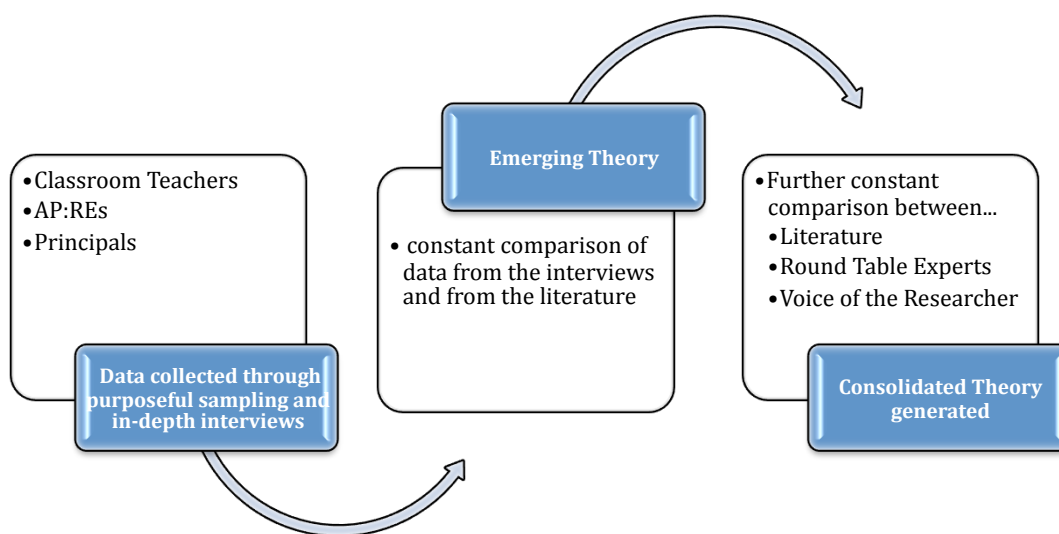 •Classroom Teachers
•AP:REs
•Principals
Data collected through
purposeful sampling and
in-depth interviews
Emerging Theory
• constant comparison of
data from the interviews
and from the literature
•Further constant
comparison between...
•Literature
•Round Table Experts
•Voice of the Researcher
Consolidated Theory
generated